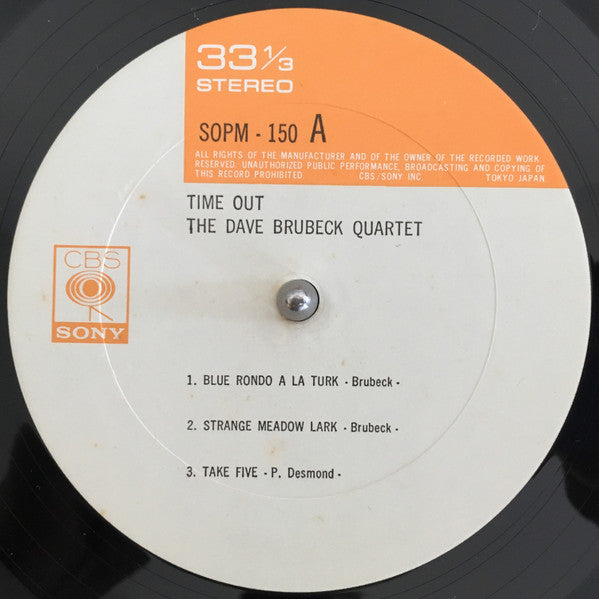 33 1/3
STEREO
SOPM - 150 A
ALL RIGHTS OF THE MANUFACTURER AND OF THE OWNER OF THE RECORDED WORK
RESERVED. UNAUTHORIZED PUBLIC PERFORMANCE, BROADCASTING AND COPYING OF
THIS RECORD PROHIBITED CBS/SONY INC TOKYO JAPAN
TIME OUT
THE DAVE BRUBECK QUARTET
CBS
SONY
1. BLUE RONDO A LA TURK - Brubeck -
2. STRANGE MEADOW LARK - Brubeck -
3. TAKE FIVE - P. Desmond -